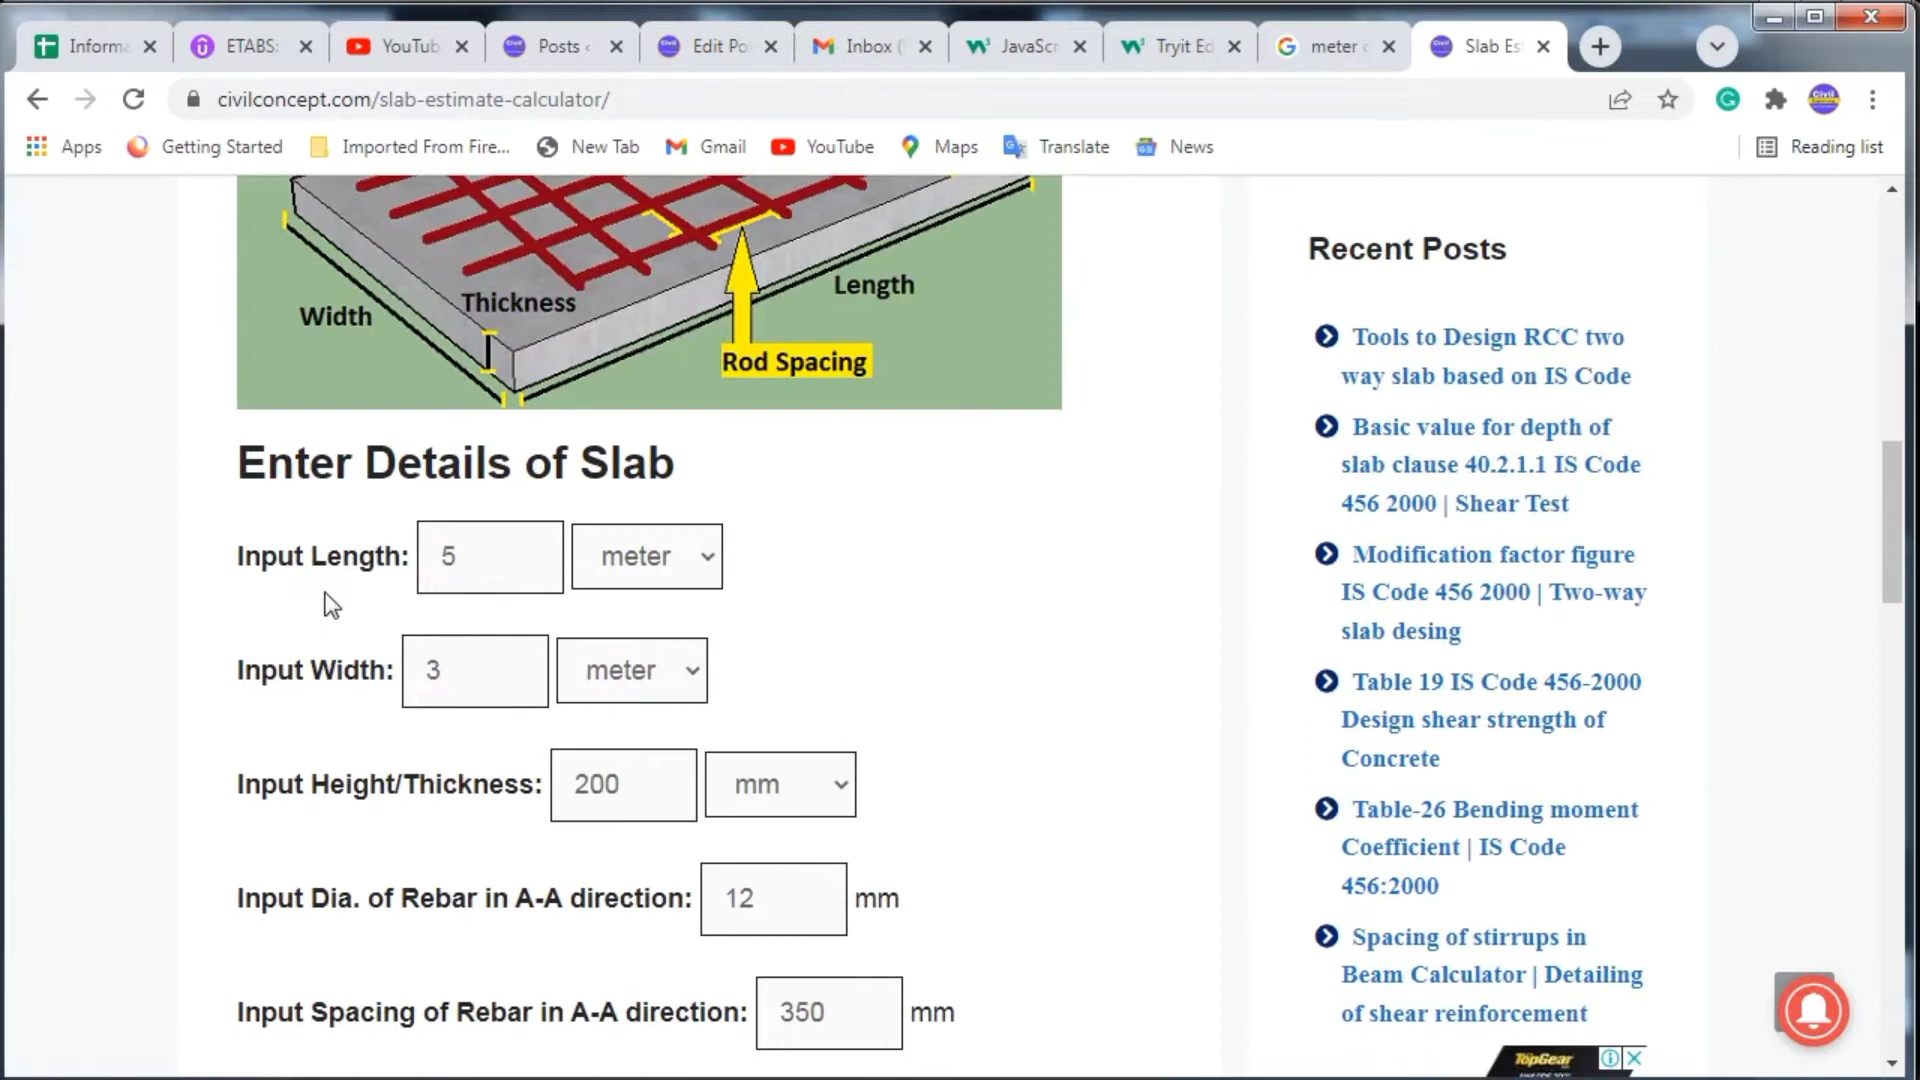 Informa
ETABS:
YouTub
Posts
Edit Po
Inbox (
JavaScr
Tryit Ed
meter
Slab Es
civilconcept.com/slab-estimate-calculator/
Apps
Getting Started
Imported From Fire...
New Tab
Gmail
YouTube
Maps
Translate
News
Reading list
Width
Thickness
Length
Rod Spacing
Enter Details of Slab
Input Length: 5 meter
Input Width: 3 meter
Input Height/Thickness: 200 mm
Input Dia. of Rebar in A-A direction: 12 mm
Input Spacing of Rebar in A-A direction: 350 mm
Recent Posts
Tools to Design RCC two
way slab based on IS Code
Basic value for depth of
slab clause 40.2.1.1 IS Code
456 2000 | Shear Test
Modification factor figure
IS Code 456 2000 | Two-way
slab desing
Table 19 IS Code 456-2000
Design shear strength of
Concrete
Table-26 Bending moment
Coefficient | IS Code
456:2000
Spacing of stirrups in
Beam Calculator | Detailing
of shear reinforcement
TopGear